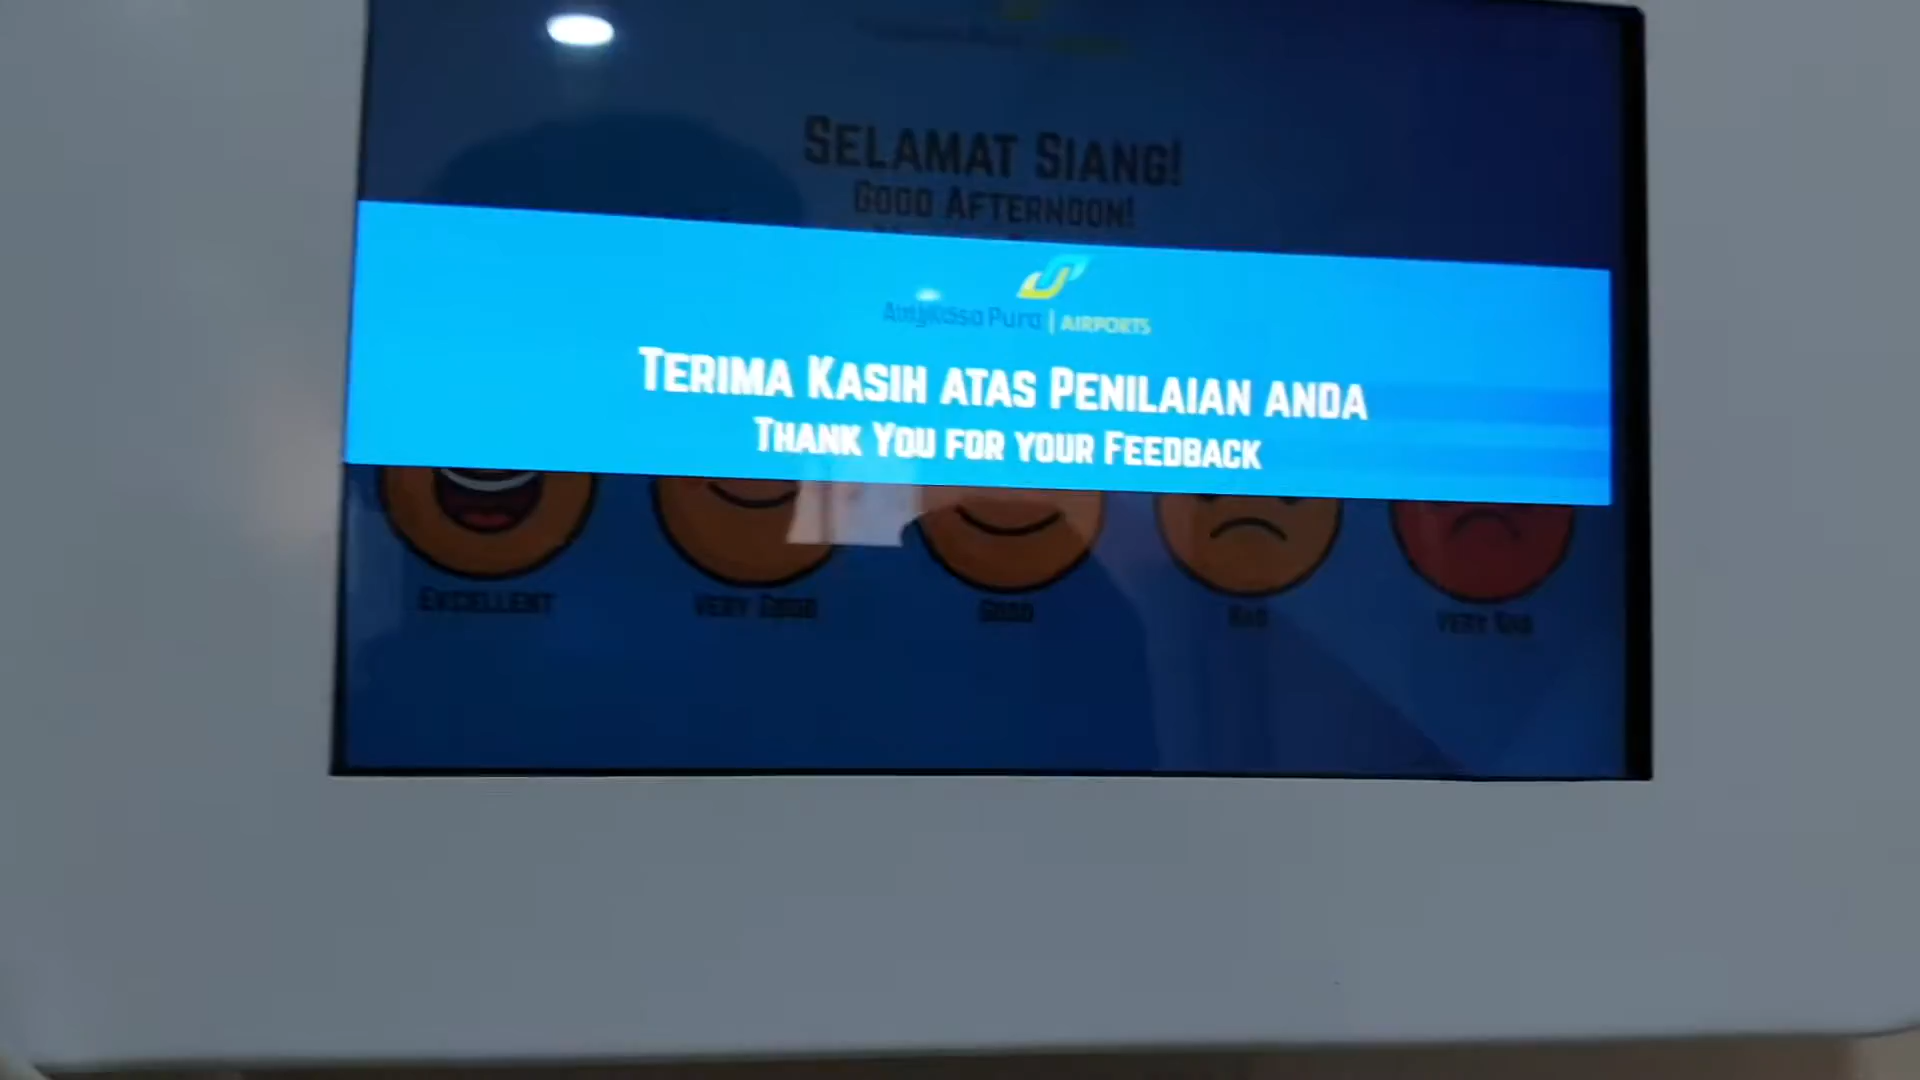 SELAMAT SIANG!
GOOD AFTERNOON!
Angkasa Pura | AIRPORTS
TERIMA KASIH ATAS PENILAIAN ANDA
THANK YOU FOR YOUR FEEDBACK
EXCELLENT
VERY GOOD
GOOD
BAD
VERY BAD